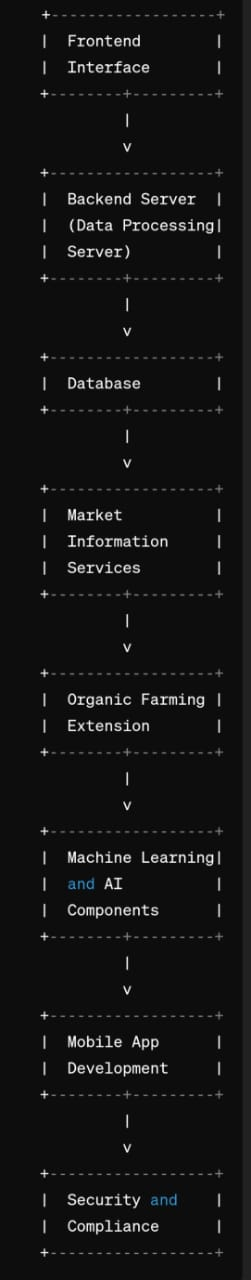 +-------------------+
|  Frontend         |
|  Interface        |
+--------+---------+
|
v
+-------------------+
|  Backend Server  |
|  (Data Processing|
|  Server)          |
+--------+---------+
|
v
+-------------------+
|  Database         |
+--------+---------+
|
v
+-------------------+
|  Market           |
|  Information      |
|  Services         |
+--------+---------+
|
v
+-------------------+
|  Organic Farming |
|  Extension        |
+--------+---------+
|
v
+-------------------+
|  Machine Learning|
|  and AI           |
|  Components       |
+--------+---------+
|
v
+-------------------+
|  Mobile App       |
|  Development      |
+--------+---------+
|
v
+-------------------+
|  Security and     |
|  Compliance       |
+-------------------+